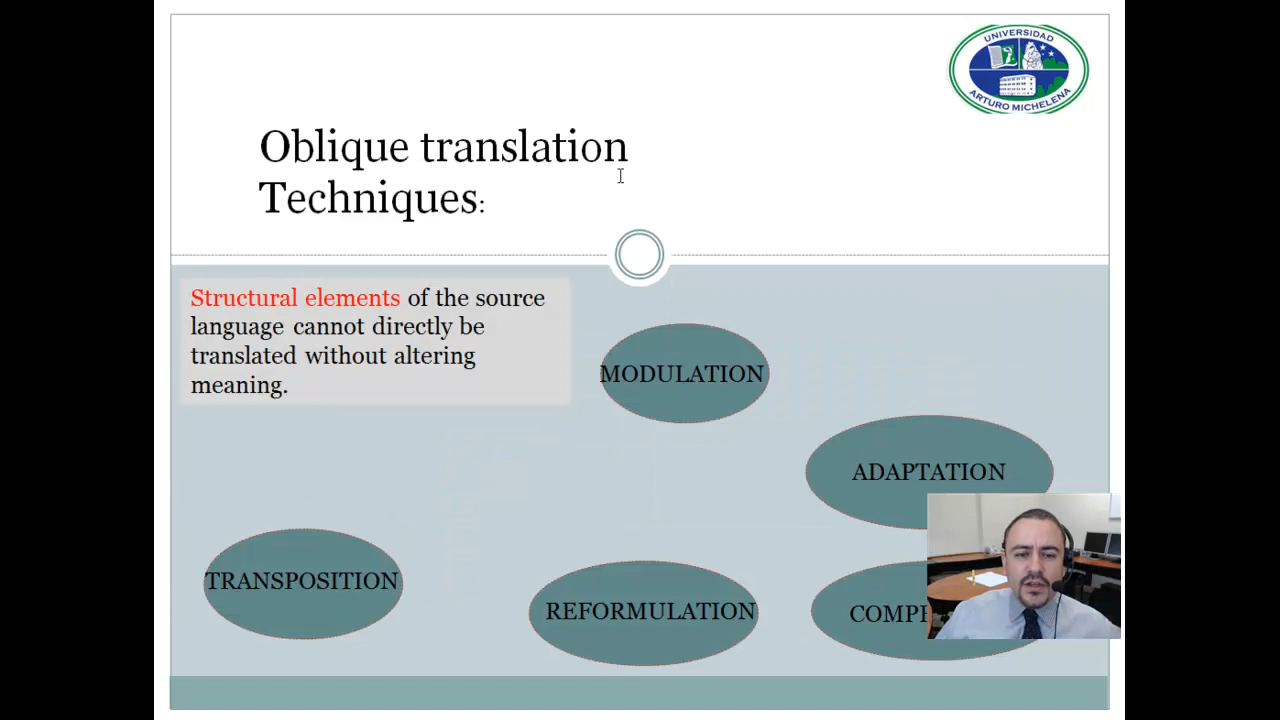 UNIVERSIDAD
ARTURO MICHELENA
Oblique translation
Techniques:
Structural elements of the source
language cannot directly be
translated without altering
meaning.
MODULATION
ADAPTATION
TRANSPOSITION
REFORMULATION